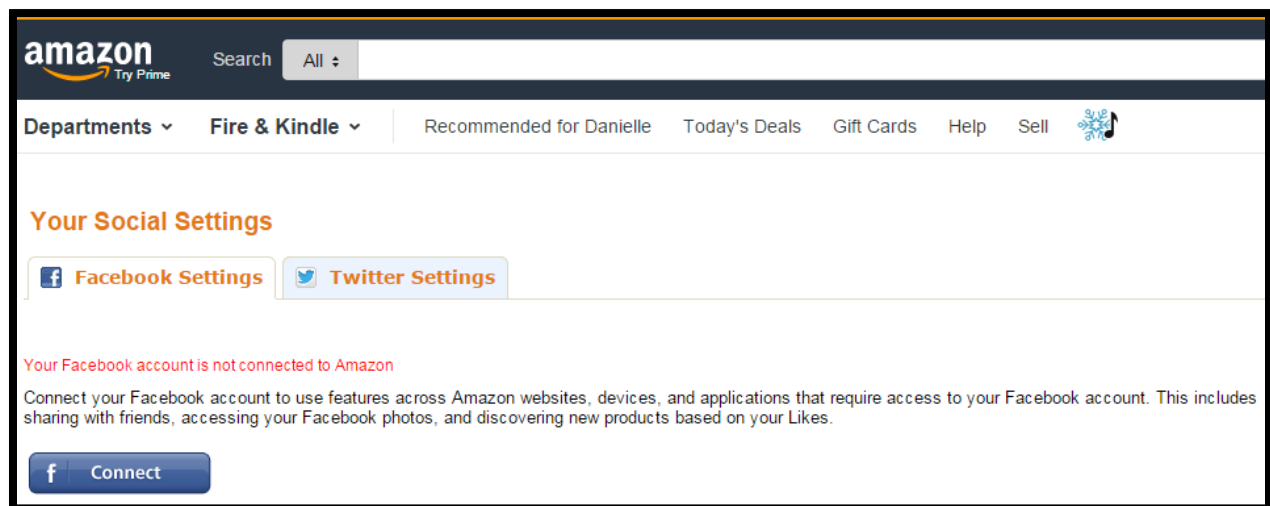 amazon
Try Prime
Search All
Departments Fire & Kindle Recommended for Danielle Today's Deals Gift Cards Help Sell
Your Social Settings
Facebook Settings Twitter Settings
Your Facebook account is not connected to Amazon
Connect your Facebook account to use features across Amazon websites, devices, and applications that require access to your Facebook account. This includes
sharing with friends, accessing your Facebook photos, and discovering new products based on your Likes.
f Connect